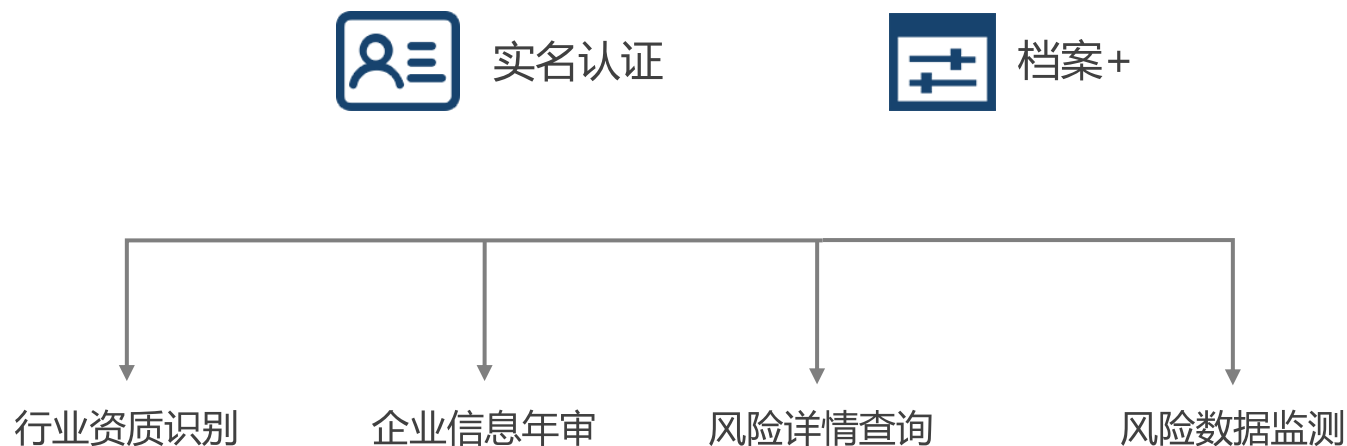 实名认证
档案+
行业资质识别
企业信息年审
风险详情查询
风险数据监测